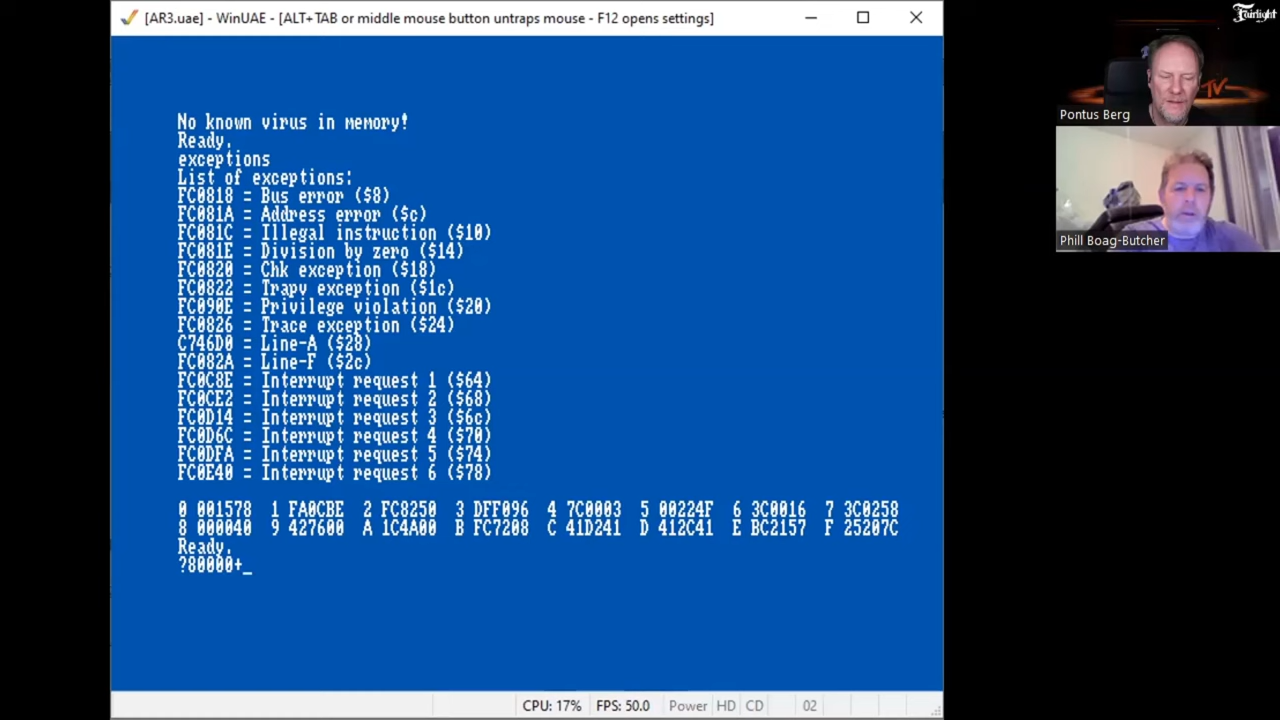 [AR3.uae] - WinUAE - [ALT+TAB or middle mouse button untraps mouse - F12 opens settings]
No known virus in memory!
Ready.
exceptions
List of exceptions:
FC0818 = Bus error ($8)
FC081A = Address error ($c)
FC081C = Illegal instruction ($10)
FC081E = Division by zero ($14)
FC0820 = Chk exception ($18)
FC0822 = Trapv exception ($1c)
FC090E = Privilege violation ($20)
FC0826 = Trace exception ($24)
C746D0 = Line-A ($28)
FC082A = Line-F ($2c)
FC0C8E = Interrupt request 1 ($64)
FC0CE2 = Interrupt request 2 ($68)
FC0D14 = Interrupt request 3 ($6c)
FC0D6C = Interrupt request 4 ($70)
FC0DFA = Interrupt request 5 ($74)
FC0E40 = Interrupt request 6 ($78)
0 001578 1 FA0CBE 2 FC8250 3 DFF096 4 7C0003 5 00224F 6 3C0016 7 3C0258
8 000040 9 427600 A 1C4A00 B FC7208 C 41D241 D 412C41 E BC2157 F 25207C
Ready.
?80000+_
CPU: 17% FPS: 50.0 Power HD CD 02
Fairlight
TV
Pontus Berg
Phill Boag-Butcher